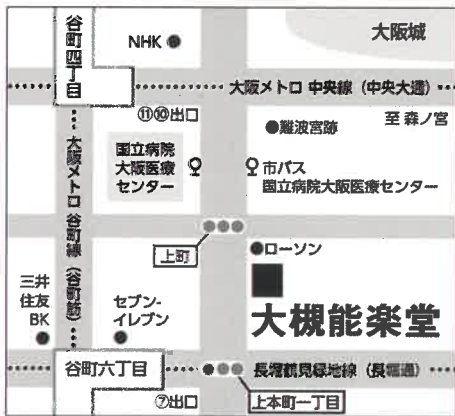 大阪城
NHK
谷町四丁目
大阪メトロ 中央線（中央大通）
⑪⑩出口
難波宮跡
至 森ノ宮
国立病院
大阪医療
センター
市バス
国立病院大阪医療センター
大阪メトロ 谷町線（谷町筋）
上町
ローソン
三井
住友
BK
セブン-
イレブン
大槻能楽堂
谷町六丁目
長堀鶴見緑地線（長堀通）
⑦出口
上本町一丁目